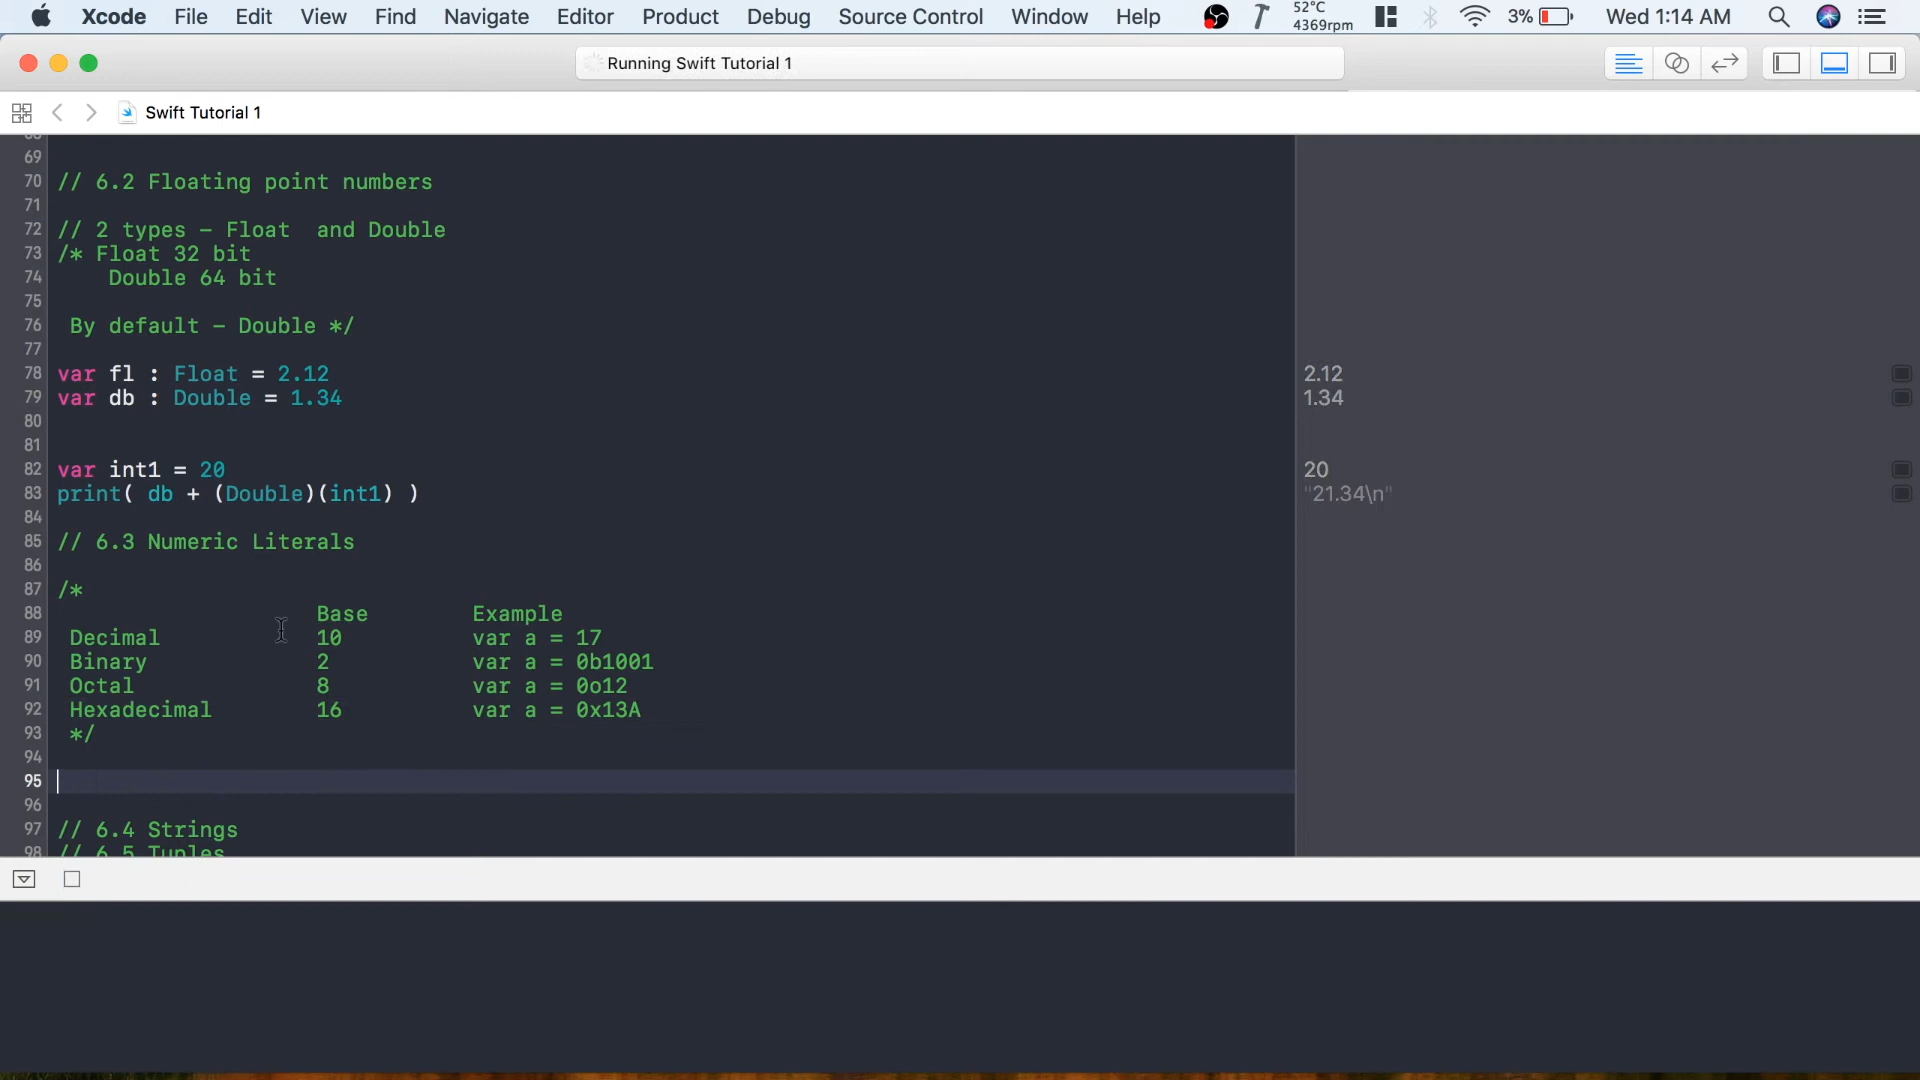 Xcode File Edit View Find Navigate Editor Product Debug Source Control Window Help 52°C 4369rpm 3% Wed 1:14 AM
Running Swift Tutorial 1
Swift Tutorial 1
68
69
70 // 6.2 Floating point numbers
71
72 // 2 types – Float  and Double
73 /* Float 32 bit
74     Double 64 bit
75
76  By default – Double */
77
78 var fl : Float = 2.12 2.12
79 var db : Double = 1.34 1.34
80
81
82 var int1 = 20 20
83 print( db + (Double)(int1) ) "21.34\n"
84
85 // 6.3 Numeric Literals
86
87 /*
88                     Base        Example
89  Decimal            10          var a = 17
90  Binary             2           var a = 0b1001
91  Octal              8           var a = 0o12
92  Hexadecimal        16          var a = 0x13A
93  */
94
95
96
97 // 6.4 Strings
98 // 6.5 Tuples